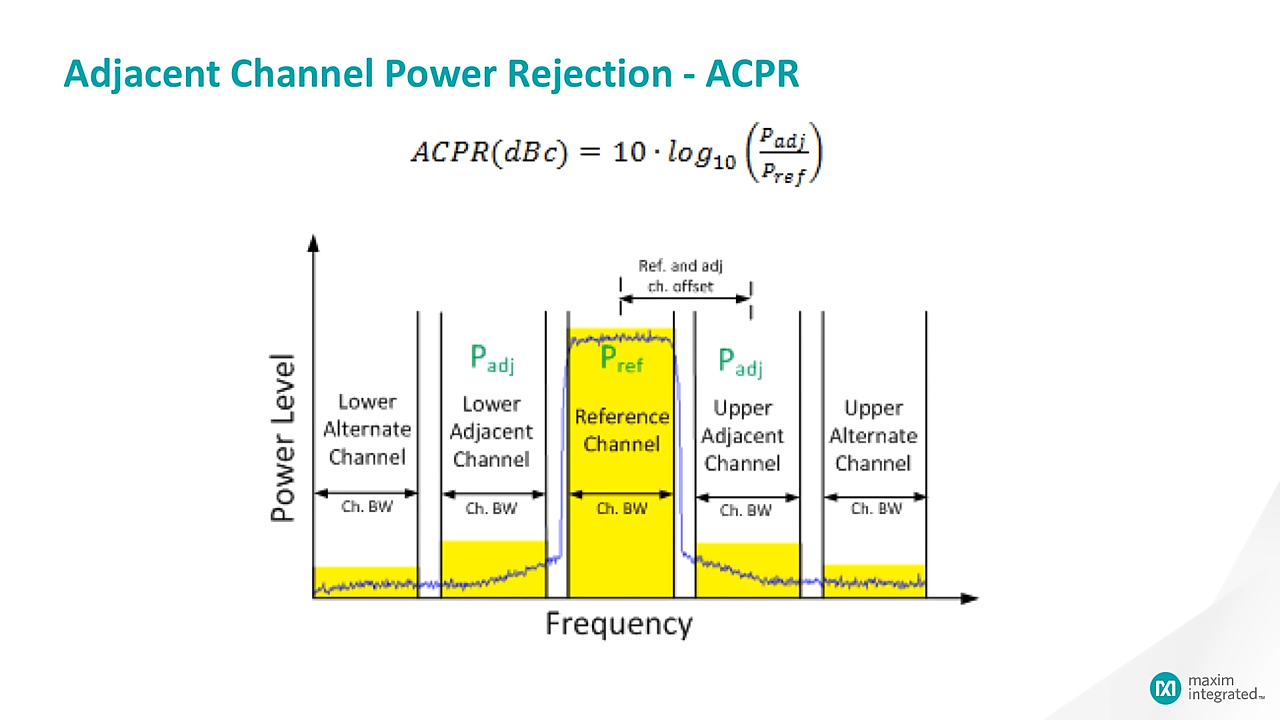 Adjacent Channel Power Rejection - ACPR
ACPR(dBc) = 10 · log₁₀ (P_adj / P_ref)
Ref. and adj
ch. offset
Power Level
Lower
Alternate
Channel
Ch. BW
P_adj
Lower
Adjacent
Channel
Ch. BW
P_ref
Reference
Channel
Ch. BW
P_adj
Upper
Adjacent
Channel
Ch. BW
Upper
Alternate
Channel
Ch. BW
Frequency
maxim
integrated™